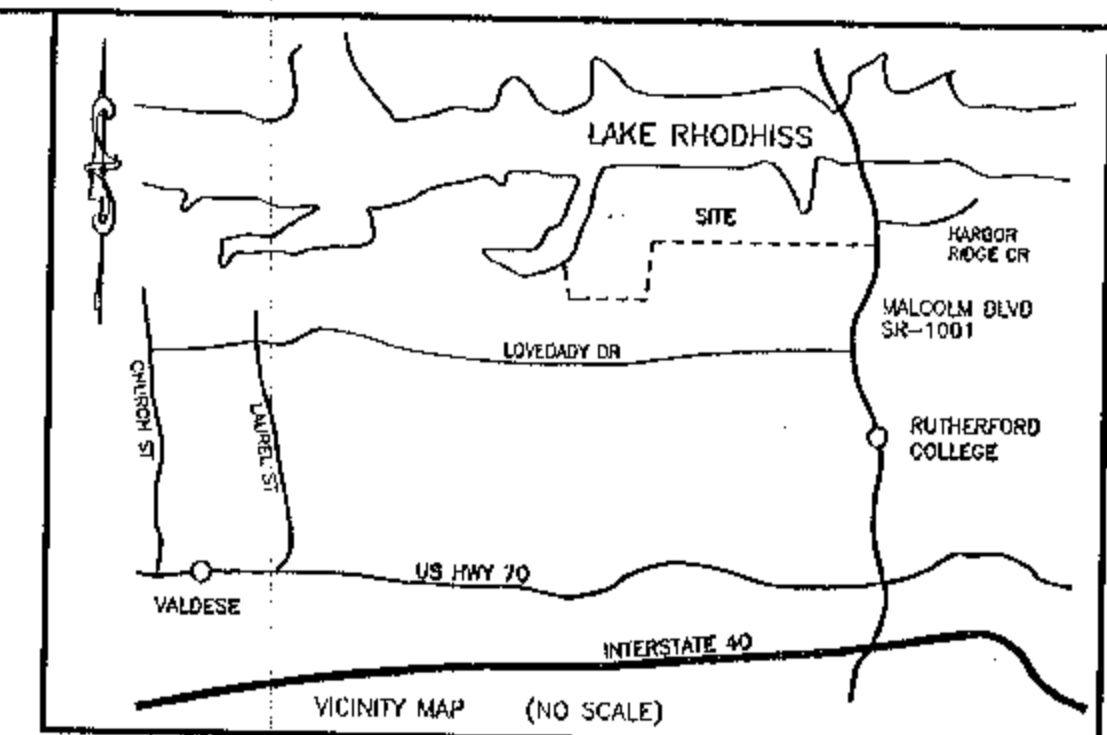 LAKE RHODHISS
SITE
HARBOR
RIDGE CR
MALCOLM BLVD
SR-1001
LOVEDADY DR
CHURCH ST
LAUREL ST
RUTHERFORD
COLLEGE
US HWY 70
VALDESE
INTERSTATE 40
VICINITY MAP (NO SCALE)